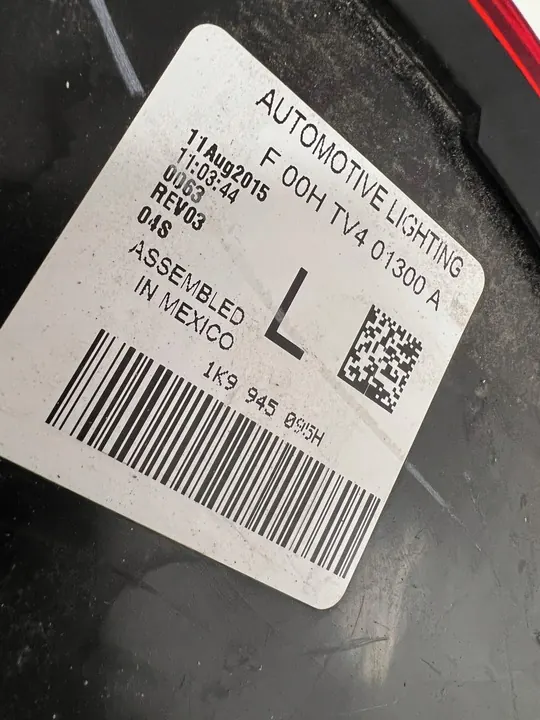 AUTOMOTIVE LIGHTING
F 00H TV4 01300 A
11Aug2015
11:03:44
0063
REV03
04S
L
ASSEMBLED
IN MEXICO
1K9 945 095H